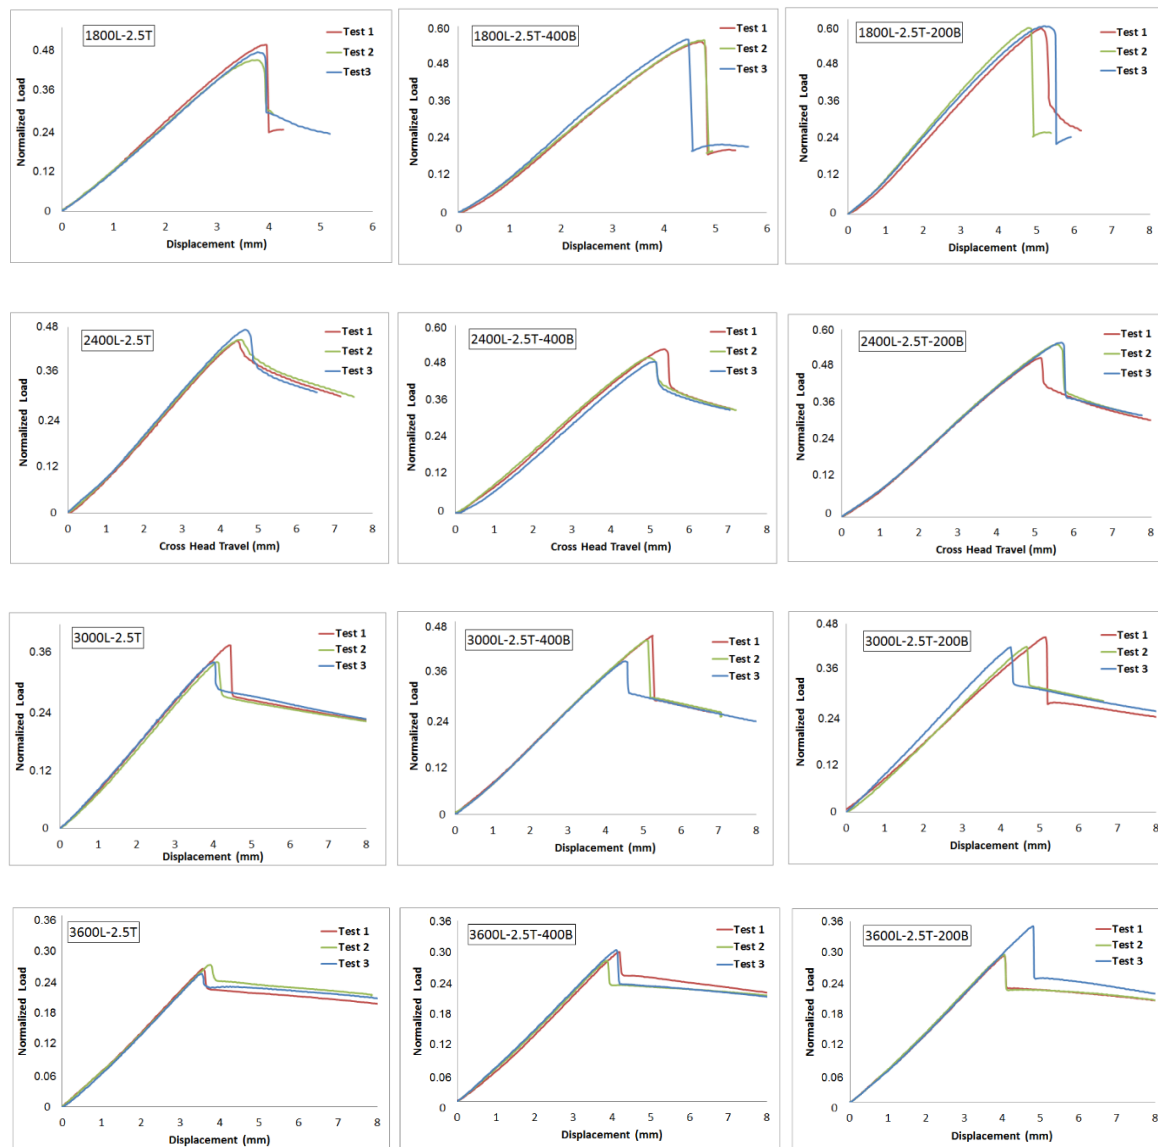 1800L-2.5T
Test 1
Test 2
Test3
Normalized Load
0.48
0.36
0.24
0.12
0
0 1 2 3 4 5 6
Displacement (mm)
1800L-2.5T-400B
Test 1
Test 2
Test 3
Normalized Load
0.60
0.48
0.36
0.24
0.12
0
0 1 2 3 4 5 6
Displacement (mm)
1800L-2.5T-200B
Test 1
Test 2
Test 3
Normalized Load
0.60
0.48
0.36
0.24
0.12
0
0 1 2 3 4 5 6 7 8
Displacement (mm)
2400L-2.5T
Test 1
Test 2
Test 3
Normalized Load
0.48
0.36
0.24
0.12
0
0 1 2 3 4 5 6 7 8
Cross Head Travel (mm)
2400L-2.5T-400B
Test 1
Test 2
Test 3
Normalized Load
0.60
0.48
0.36
0.24
0.12
0
0 1 2 3 4 5 6 7 8
Cross Head Travel (mm)
2400L-2.5T-200B
Test 1
Test 2
Test 3
Normalized Load
0.60
0.48
0.36
0.24
0.12
0
0 1 2 3 4 5 6 7 8
Cross Head Travel (mm)
3000L-2.5T
Test 1
Test 2
Test 3
Normalized Load
0.36
0.24
0.12
0
0 1 2 3 4 5 6 7 8
Displacement (mm)
3000L-2.5T-400B
Test 1
Test 2
Test 3
Normalized Load
0.48
0.36
0.24
0.12
0
0 1 2 3 4 5 6 7 8
Displacement (mm)
3000L-2.5T-200B
Test 1
Test 2
Test 3
Normalized Load
0.48
0.36
0.24
0.12
0
0 1 2 3 4 5 6 7 8
Displacement (mm)
3600L-2.5T
Test 1
Test 2
Test 3
Normalized Load
0.36
0.30
0.24
0.18
0.12
0.06
0
0 1 2 3 4 5 6 7 8
Displacement (mm)
3600L-2.5T-400B
Test 1
Test 2
Test 3
Normalized Load
0.36
0.30
0.24
0.18
0.12
0.06
0
0 1 2 3 4 5 6 7 8
Displacement (mm)
3600L-2.5T-200B
Test 1
Test 2
Test 3
Normalized Load
0.36
0.30
0.24
0.18
0.12
0.06
0
0 1 2 3 4 5 6 7 8
Displacement (mm)